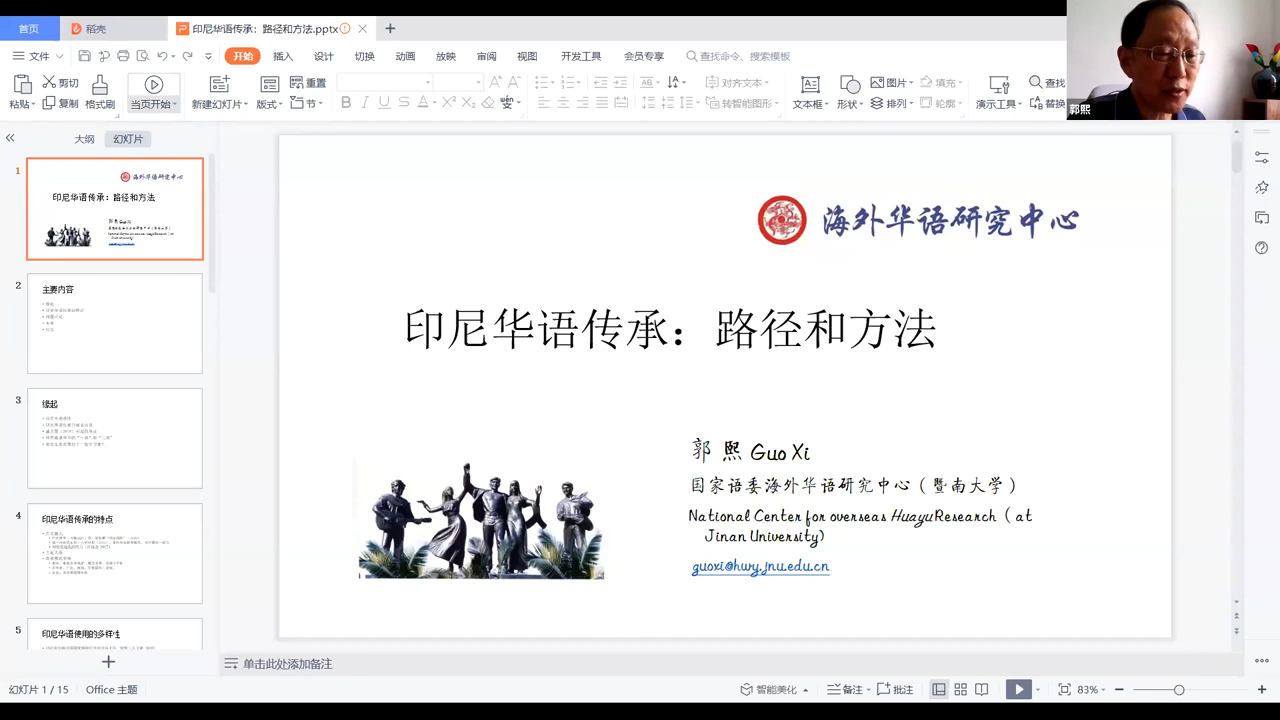 首页
稻壳
印尼华语传承：路径和方法.pptx
文件
开始
插入
设计
切换
动画
放映
审阅
视图
开发工具
会员专享
查找命令、搜索模板
粘贴
剪切
复制
格式刷
当页开始
新建幻灯片
版式
重置
节
对齐文本
转智能图形
文本框
形状
图片
排列
填充
轮廓
演示工具
查找
替换
郭熙
大纲
幻灯片
1
海外华语研究中心
印尼华语传承：路径和方法
2
主要内容
3
缘起
4
印尼华语传承的特点
5
印尼华语使用的多样性
海外华语研究中心
印尼华语传承：路径和方法
郭 熙 Guo Xi
国家语委海外华语研究中心（暨南大学）
National Center for overseas Huayu Research（ at
Jinan University)
guoxi@hwy.jnu.edu.cn
单击此处添加备注
幻灯片 1 / 15
Office 主题
智能美化
备注
批注
83%